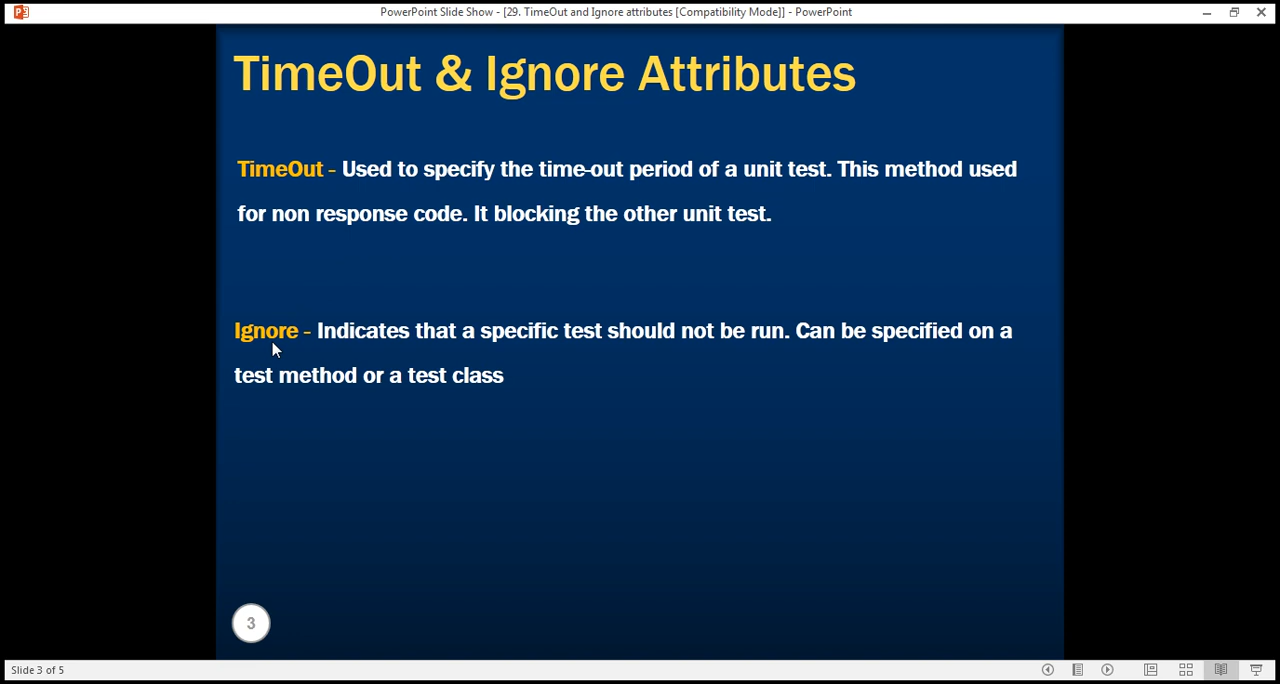 PowerPoint Slide Show - [29. TimeOut and Ignore attributes [Compatibility Mode]] - PowerPoint
TimeOut & Ignore Attributes
TimeOut - Used to specify the time-out period of a unit test. This method used
for non response code. It blocking the other unit test.
Ignore - Indicates that a specific test should not be run. Can be specified on a
test method or a test class
3
Slide 3 of 5